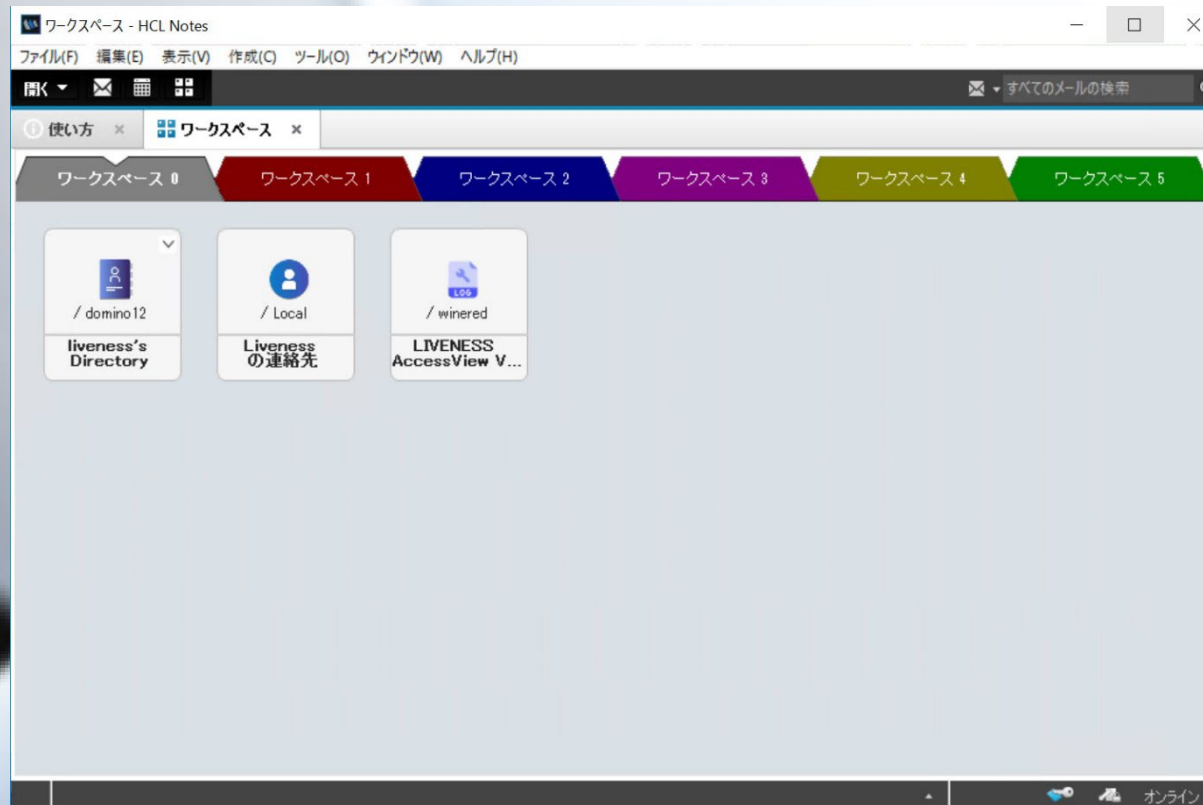 ワークスペース - HCL Notes
ファイル(F) 編集(E) 表示(V) 作成(C) ツール(O) ウィンドウ(W) ヘルプ(H)
開く すべてのメールの検索
使い方 ワークスペース
ワークスペース 0 ワークスペース 1 ワークスペース 2 ワークスペース 3 ワークスペース 4 ワークスペース 5
LOG
/ domino12 / Local / winered
liveness's Liveness LIVENESS
Directory の連絡先 AccessView V...
オンライン